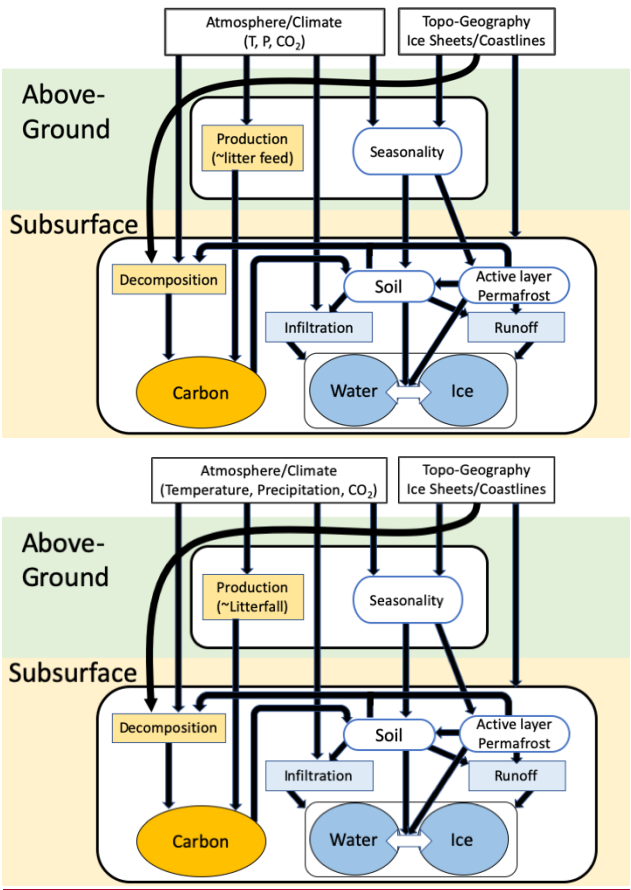 Atmosphere/Climate
(T, P, CO₂)
Topo-Geography
Ice Sheets/Coastlines
Above-
Ground
Production
(~litter feed)
Seasonality
Subsurface
Decomposition
Soil
Active layer
Permafrost
Infiltration
Runoff
Carbon
Water
Ice
Atmosphere/Climate
(Temperature, Precipitation, CO₂)
Topo-Geography
Ice Sheets/Coastlines
Above-
Ground
Production
(~Litterfall)
Seasonality
Subsurface
Decomposition
Soil
Active layer
Permafrost
Infiltration
Runoff
Carbon
Water
Ice